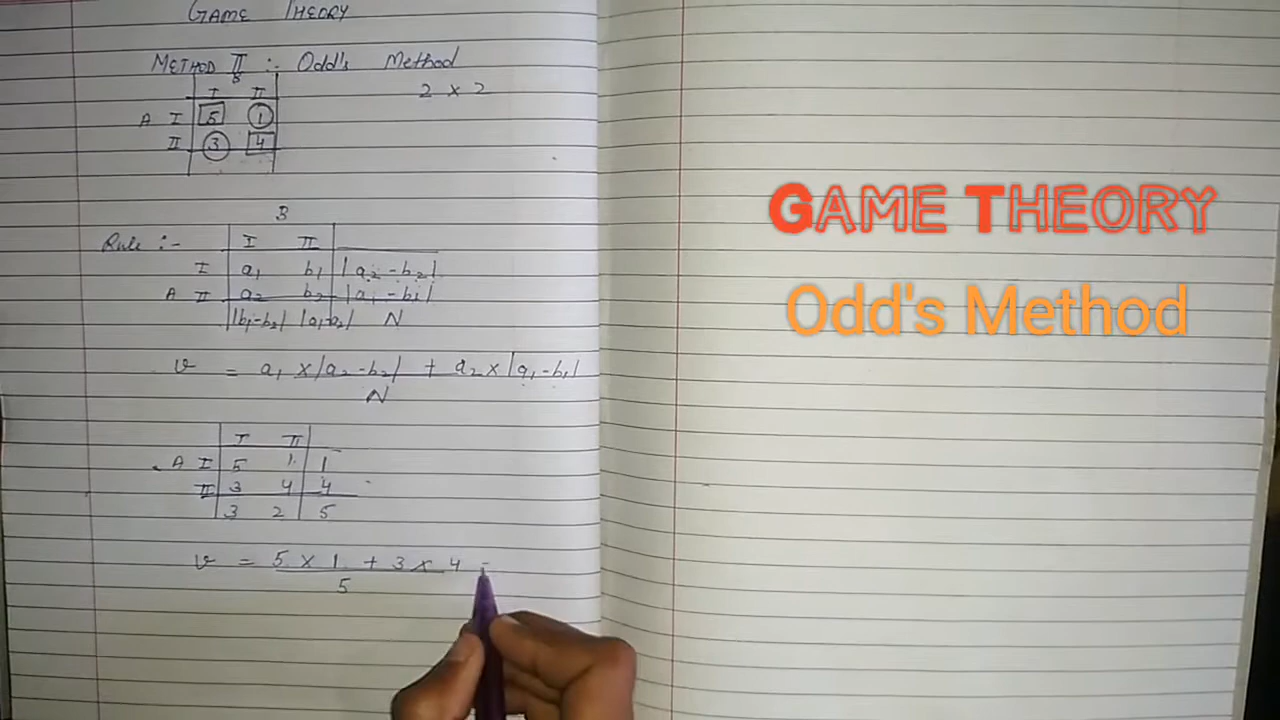 GAME THEORY
METHOD II :- Odd's Method
B
I II 2 x 2
A I 5 1
II 3 4
B
Rule :- I II
I a1 b1 |a2 - b2|
A II a2 b2 |a1 - b1|
|b1-b2| |a1-a2| N
v = a1 x |a2 - b2| + a2 x |a1 - b1|
N
I II
A I 5 1 1
II 3 4 4
3 2 5
v = 5 x 1 + 3 x 4 =
5
GAME THEORY
Odd's Method